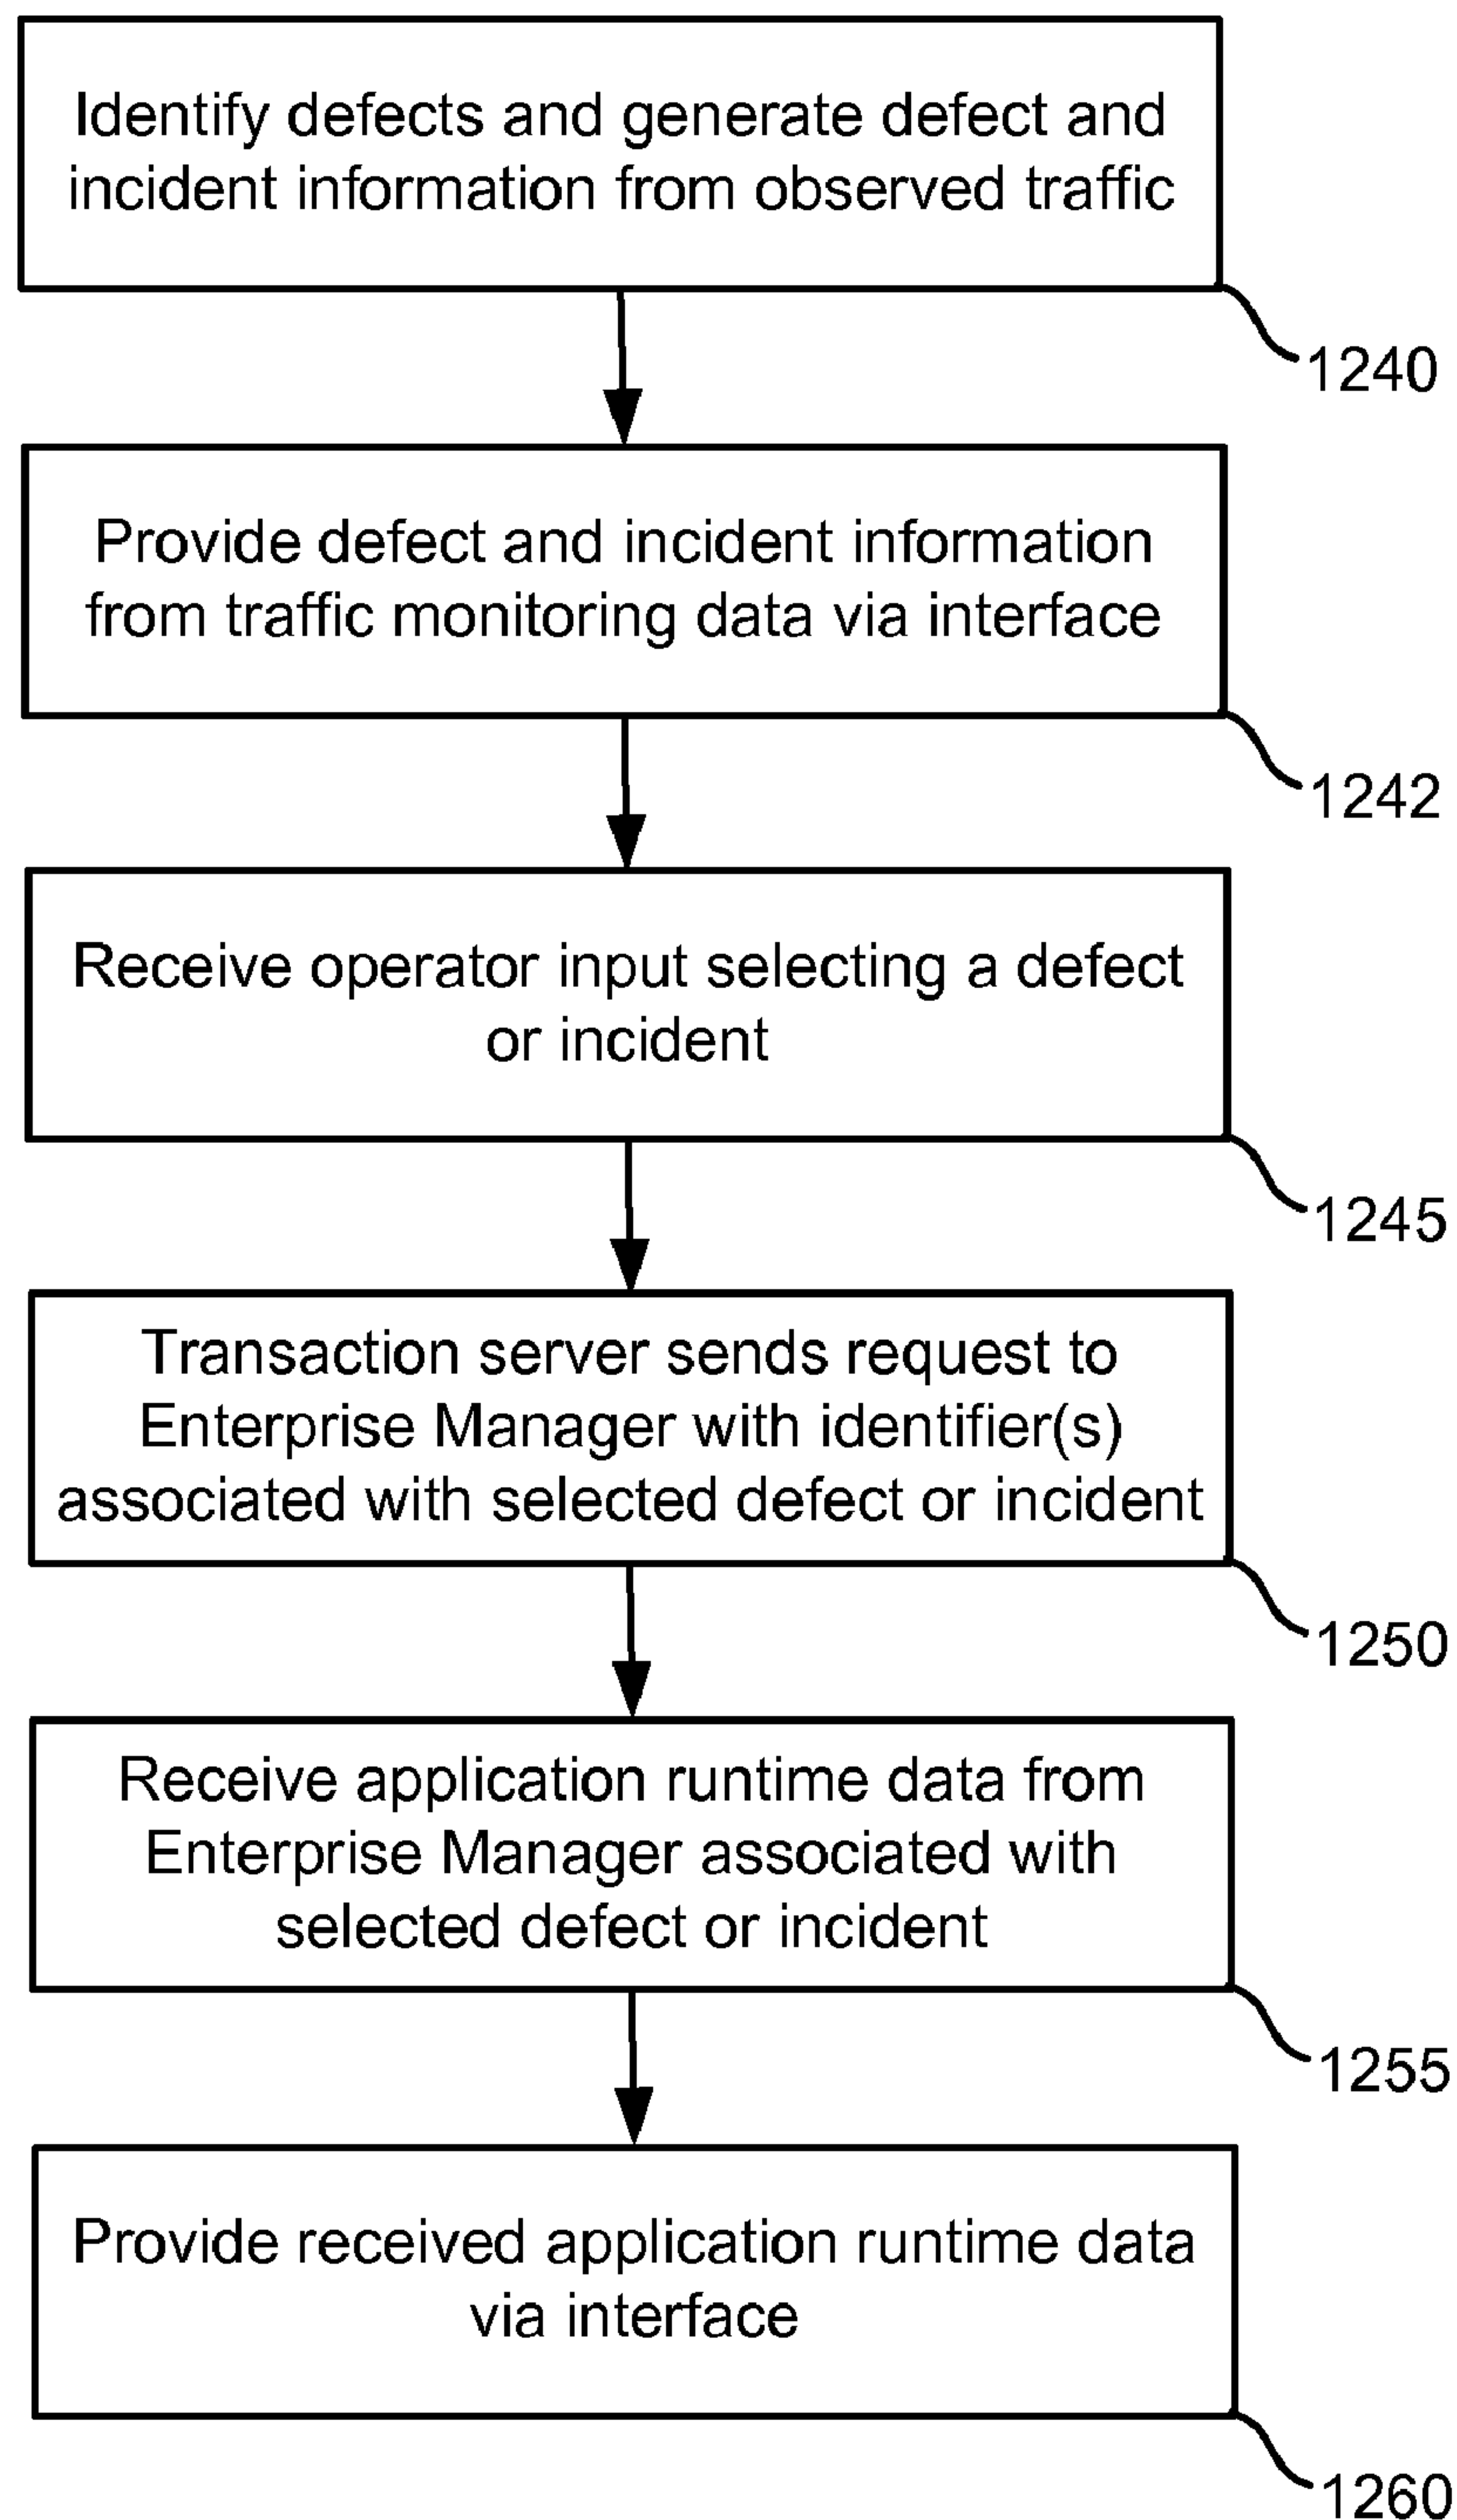 Identify defects and generate defect and
incident information from observed traffic
1240
Provide defect and incident information
from traffic monitoring data via interface
1242
Receive operator input selecting a defect
or incident
1245
Transaction server sends request to
Enterprise Manager with identifier(s)
associated with selected defect or incident
1250
Receive application runtime data from
Enterprise Manager associated with
selected defect or incident
1255
Provide received application runtime data
via interface
1260